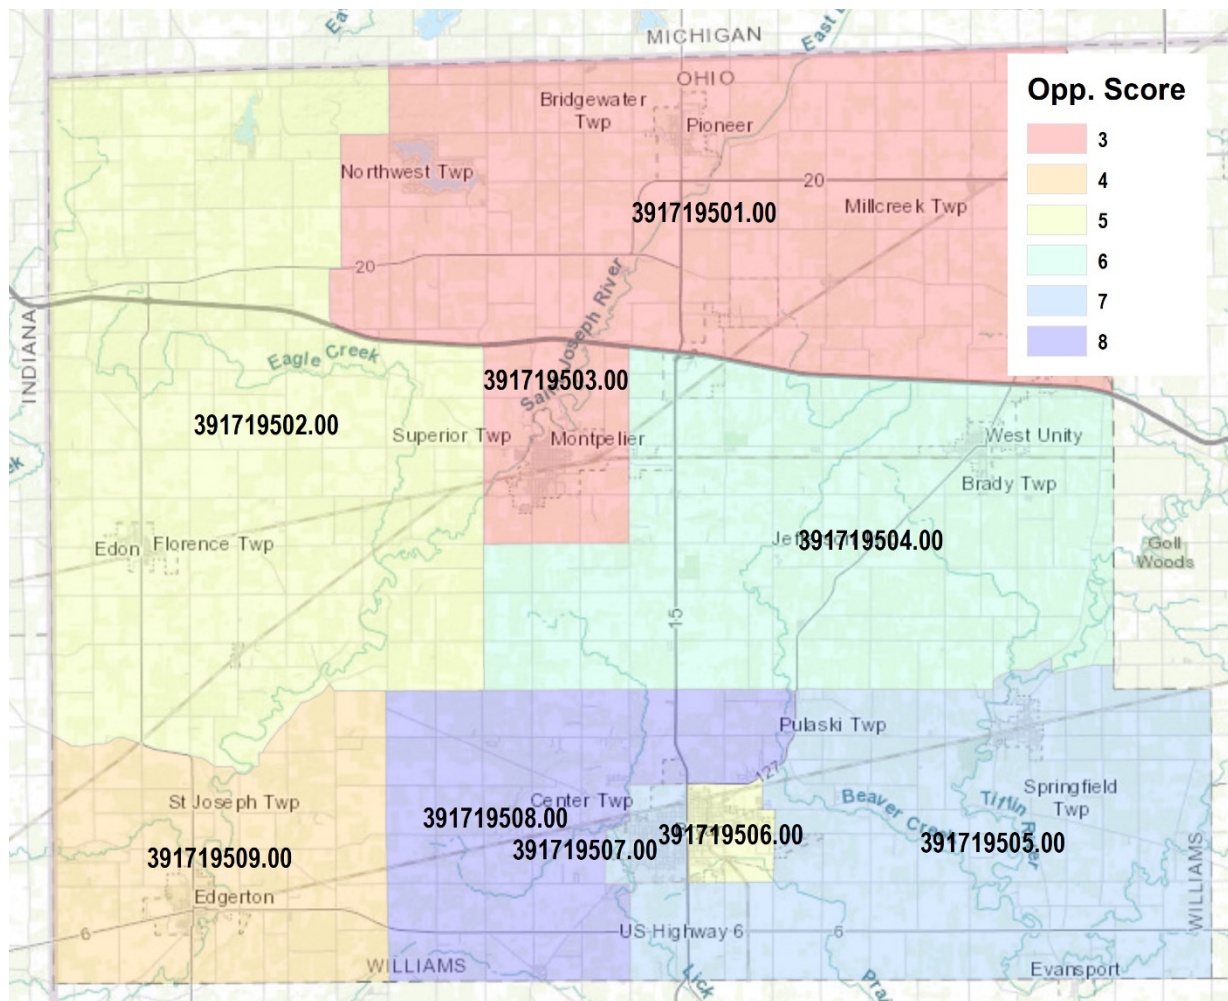 MICHIGAN
OHIO
Opp. Score
3
4
5
6
7
8
Bridgewater
Twp
Pioneer
Northwest Twp
20
391719501.00
Millcreek Twp
20
Saint Joseph River
INDIANA
Eagle Creek
391719503.00
391719502.00
Superior Twp
Montpelier
West Unity
Brady Twp
Edon
Florence Twp
391719504.00
Goll
Woods
15
Pulaski Twp
127
St Joseph Twp
Center Twp
Beaver Creek
Tiffin River
Springfield
Twp
391719508.00
391719507.00
391719506.00
391719505.00
391719509.00
Edgerton
6
US Highway 6
6
WILLIAMS
WILLIAMS
Lick
Evansport